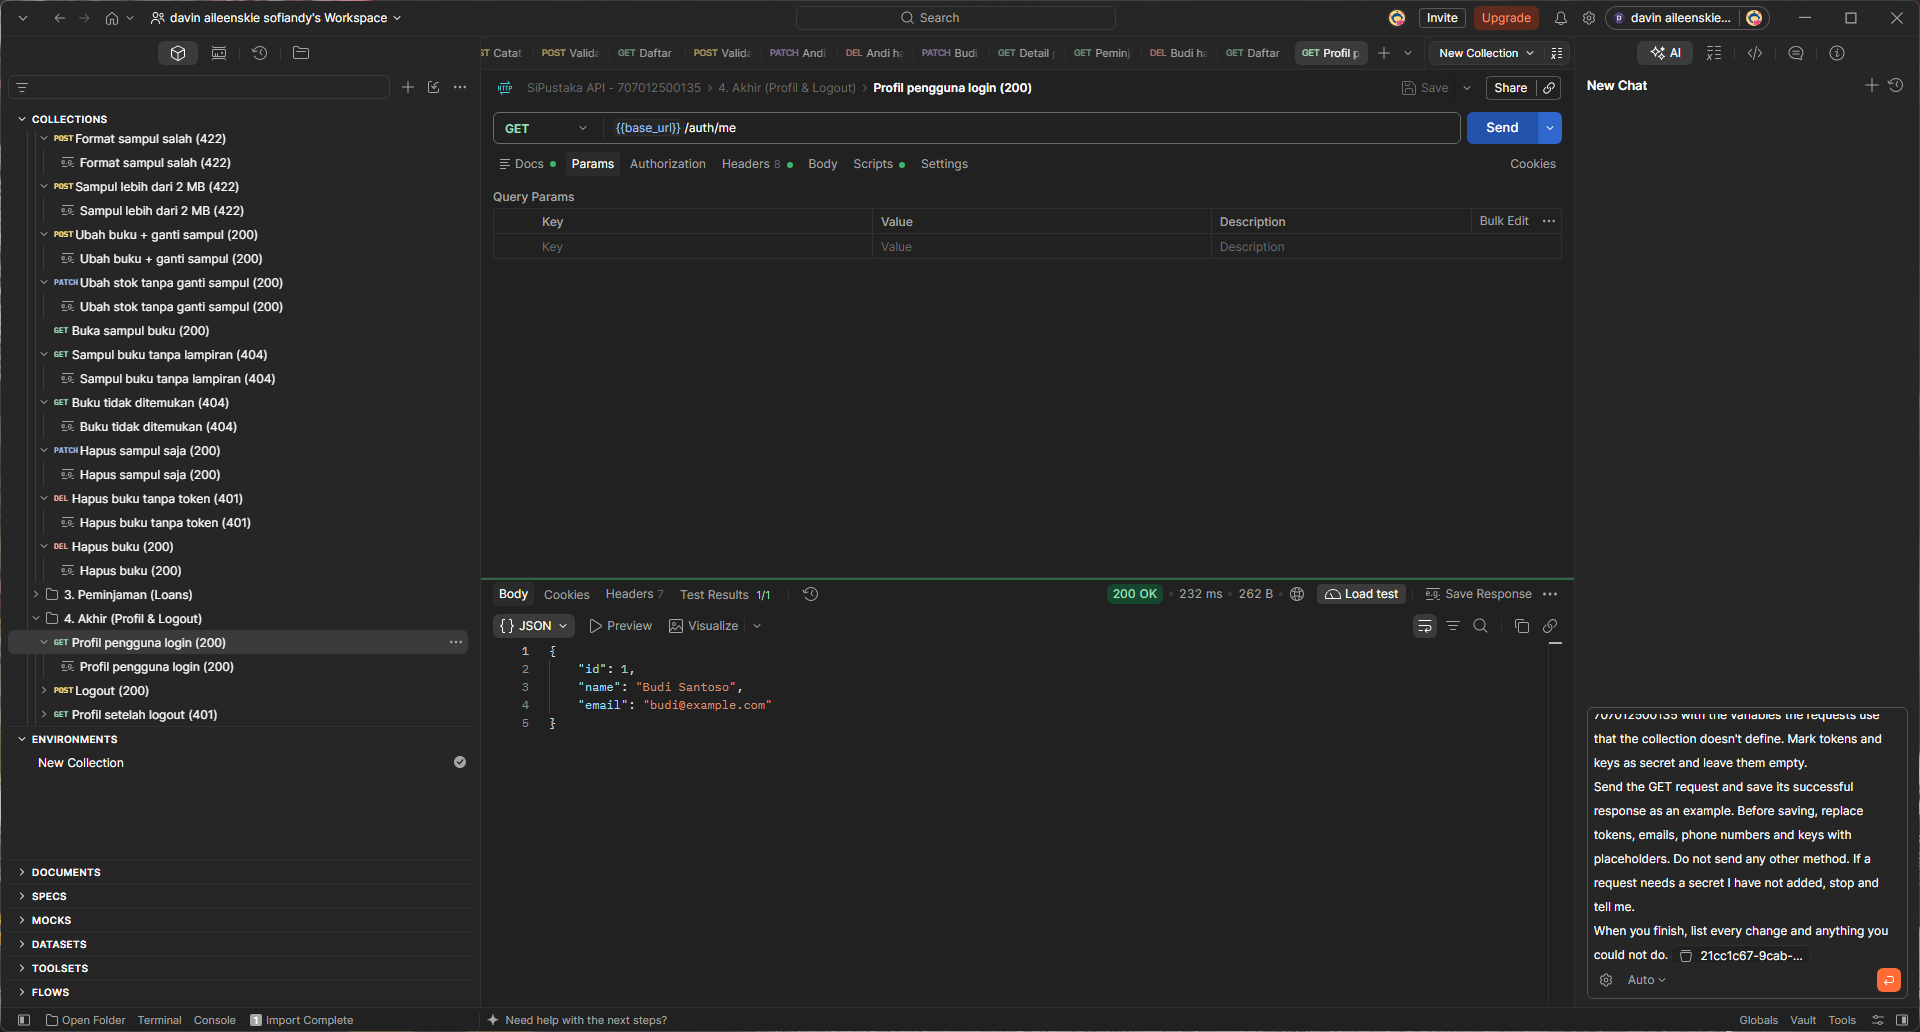 davin aileenskie sofiandy's Workspace
Search
Invite
Upgrade
D davin aileenskie...
ST Catat
POST Valida
GET Daftar
POST Valida
PATCH Andi
DEL Andi ha
PATCH Budi
GET Detail
GET Peminj
DEL Budi ha
GET Daftar
GET Profil p
New Collection
AI
SiPustaka API - 707012500135 > 4. Akhir (Profil & Logout) > Profil pengguna login (200)
Save
Share
New Chat
GET
{{base_url}} /auth/me
Send
Docs
Params
Authorization
Headers 8
Body
Scripts
Settings
Cookies
Query Params
Key Value Description Bulk Edit
Key Value Description
COLLECTIONS
POST Format sampul salah (422)
e.g. Format sampul salah (422)
POST Sampul lebih dari 2 MB (422)
e.g. Sampul lebih dari 2 MB (422)
POST Ubah buku + ganti sampul (200)
e.g. Ubah buku + ganti sampul (200)
PATCH Ubah stok tanpa ganti sampul (200)
e.g. Ubah stok tanpa ganti sampul (200)
GET Buka sampul buku (200)
GET Sampul buku tanpa lampiran (404)
e.g. Sampul buku tanpa lampiran (404)
GET Buku tidak ditemukan (404)
e.g. Buku tidak ditemukan (404)
PATCH Hapus sampul saja (200)
e.g. Hapus sampul saja (200)
DEL Hapus buku tanpa token (401)
e.g. Hapus buku tanpa token (401)
DEL Hapus buku (200)
e.g. Hapus buku (200)
3. Peminjaman (Loans)
4. Akhir (Profil & Logout)
GET Profil pengguna login (200)
e.g. Profil pengguna login (200)
POST Logout (200)
GET Profil setelah logout (401)
ENVIRONMENTS
New Collection
DOCUMENTS
SPECS
MOCKS
DATASETS
TOOLSETS
FLOWS
Body
Cookies
Headers 7
Test Results 1/1
200 OK
232 ms
262 B
Load test
e.g. Save Response
{} JSON
Preview
Visualize
1 {
2 "id": 1,
3 "name": "Budi Santoso",
4 "email": "budi@example.com"
5 }
707012500135 with the variables the requests use
that the collection doesn't define. Mark tokens and
keys as secret and leave them empty.
Send the GET request and save its successful
response as an example. Before saving, replace
tokens, emails, phone numbers and keys with
placeholders. Do not send any other method. If a
request needs a secret I have not added, stop and
tell me.
When you finish, list every change and anything you
could not do. 21cc1c67-9cab-...
Auto
Open Folder
Terminal
Console
1 Import Complete
Need help with the next steps?
Globals
Vault
Tools